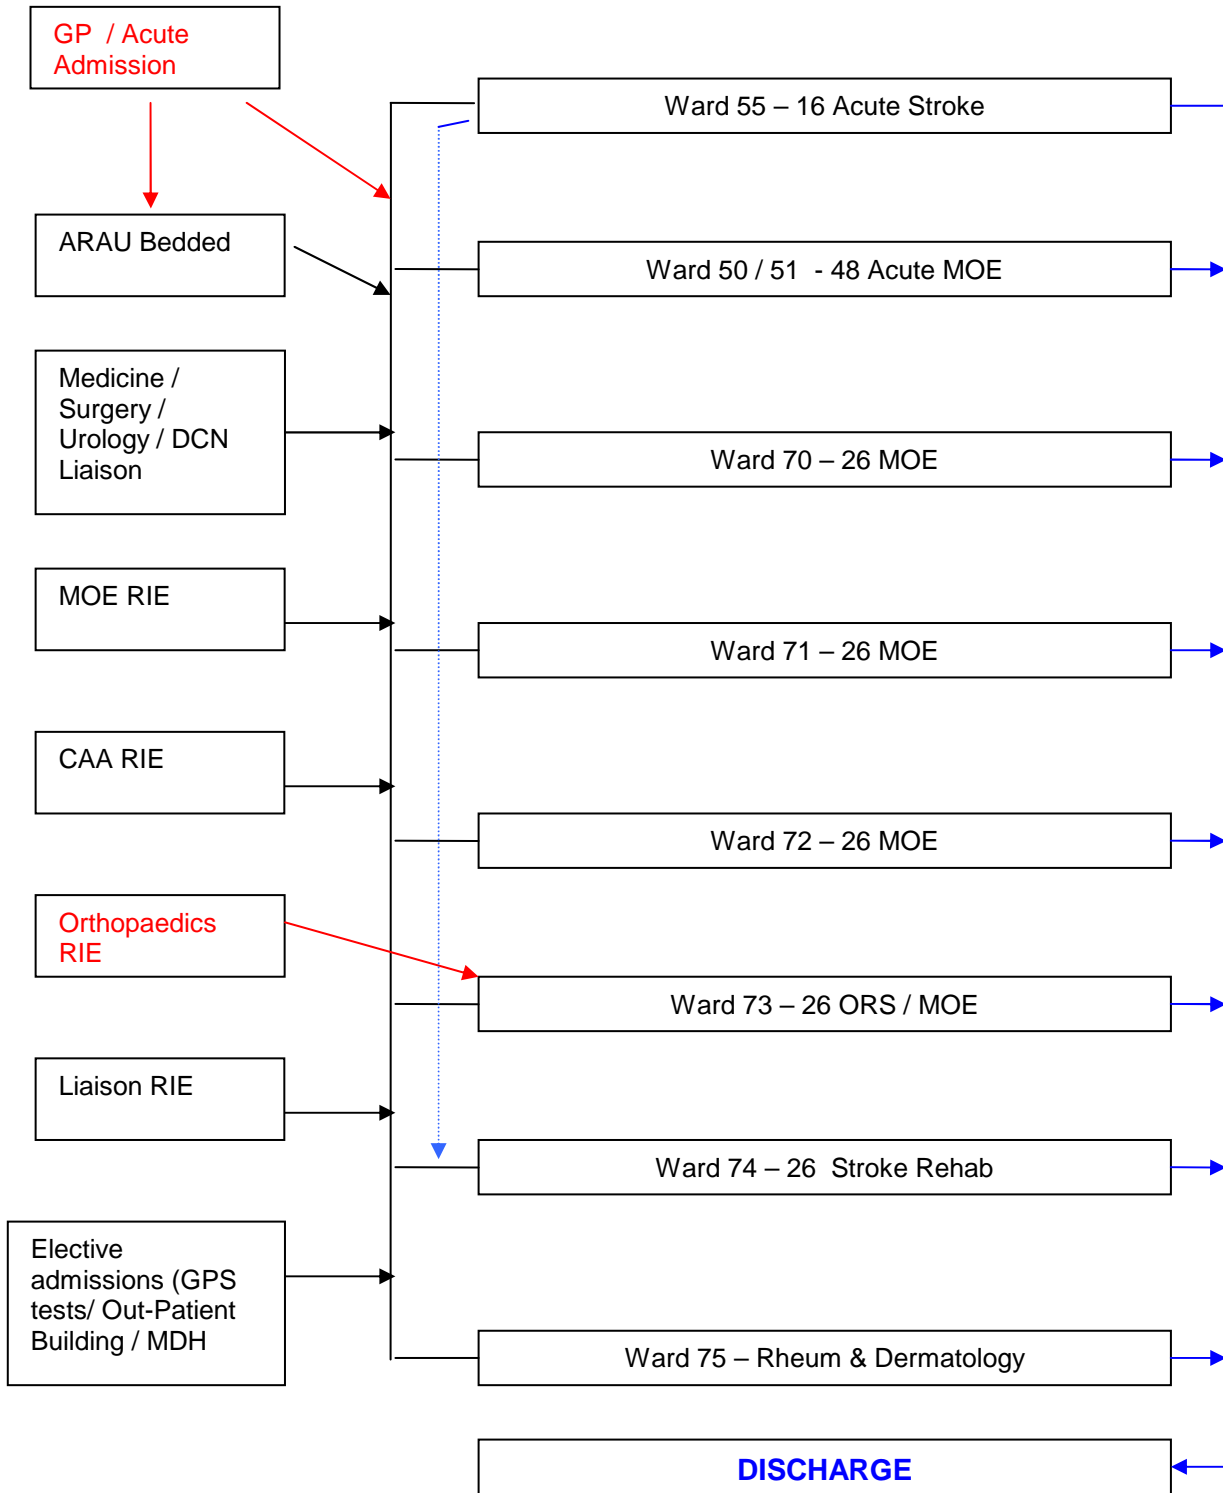 GP / Acute
Admission
Ward 55 – 16 Acute Stroke
ARAU Bedded
Ward 50 / 51 - 48 Acute MOE
Medicine /
Surgery /
Urology / DCN
Liaison
Ward 70 – 26 MOE
MOE RIE
Ward 71 – 26 MOE
CAA RIE
Ward 72 – 26 MOE
Orthopaedics
RIE
Ward 73 – 26 ORS / MOE
Liaison RIE
Ward 74 – 26 Stroke Rehab
Elective
admissions (GPS
tests/ Out-Patient
Building / MDH
Ward 75 – Rheum & Dermatology
DISCHARGE